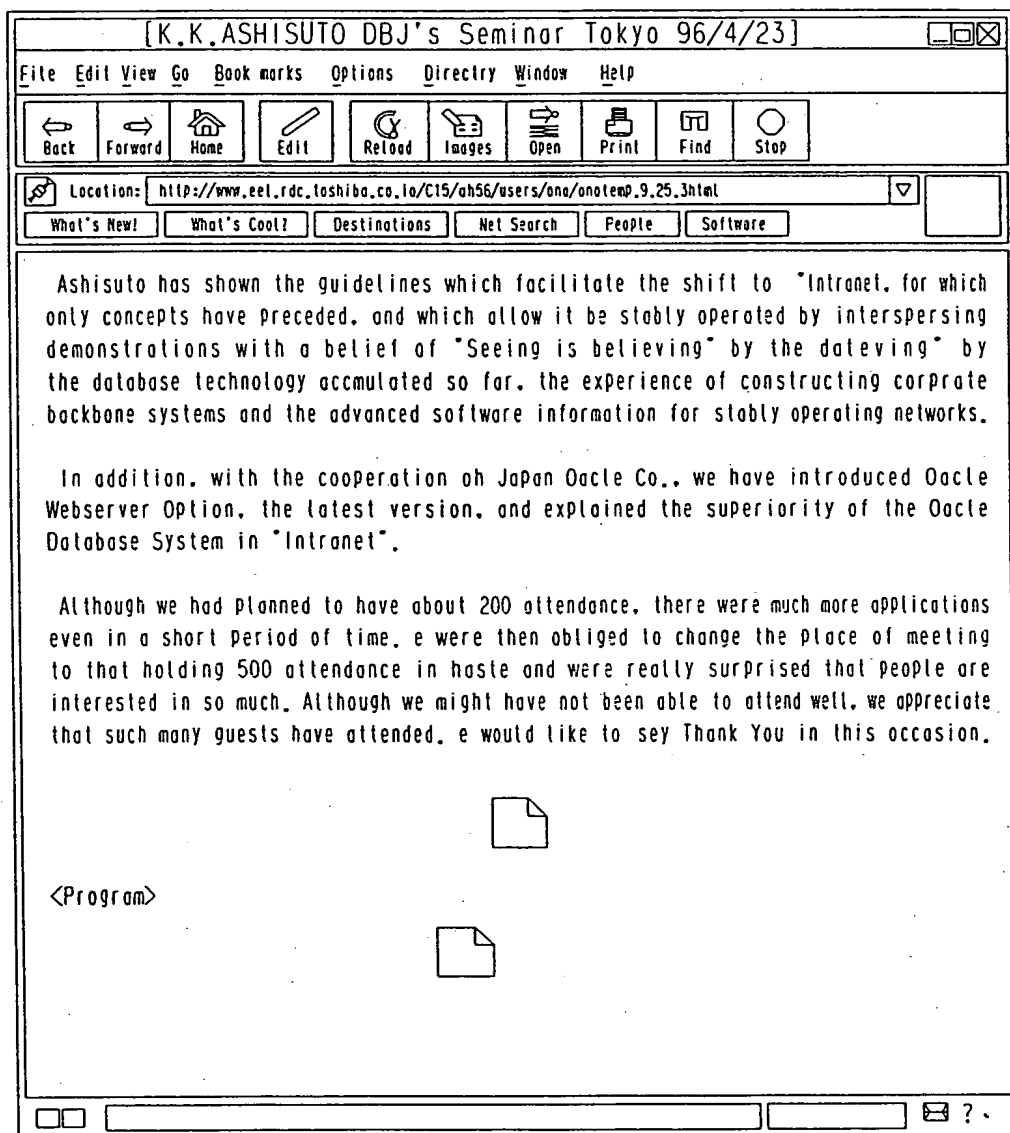 [K.K.ASHISUTO DBJ's Seminar Tokyo 96/4/23]
File Edit View Go Book marks Options Directry Window Help
Back Forward Home Edit Reload Images Open Print Find Stop
Location: http://www.eel.rdc.toshiba.co.io/C15/ah56/users/ono/onotemp.9.25.3html
What's New! What's Cool? Destinations Net Search People Software
Ashisuto has shown the guidelines which facilitate the shift to "Intranet, for which
only concepts have preceded, and which allow it be stably operated by interspersing
demonstrations with a belief of "Seeing is believing" by the dateving" by
the database technology accmulated so far, the experience of constructing corprate
backbone systems and the advanced software information for stably operating networks.
In addition, with the cooperation oh Japan Oacle Co., we have introduced Oacle
Webserver Option, the latest version, and explained the superiority of the Oacle
Database System in "Intranet".
Although we had planned to have about 200 attendance, there were much more applications
even in a short period of time, e were then obliged to change the place of meeting
to that holding 500 attendance in haste and were really surprised that people are
interested in so much. Although we might have not been able to attend well, we appreciate
that such many guests have attended, e would like to sey Thank You in this occasion.
<Program>
?